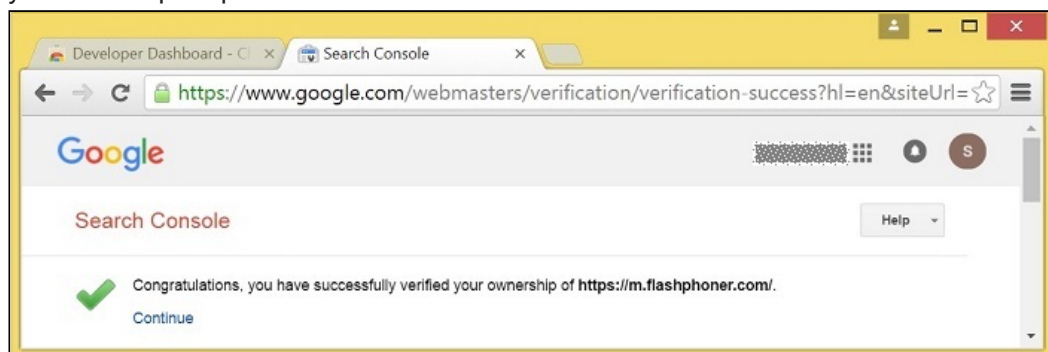 Developer Dashboard - C
Search Console
https://www.google.com/webmasters/verification/verification-success?hl=en&siteUrl=
Google
S
Search Console
Help
Congratulations, you have successfully verified your ownership of https://m.flashphoner.com/.
Continue